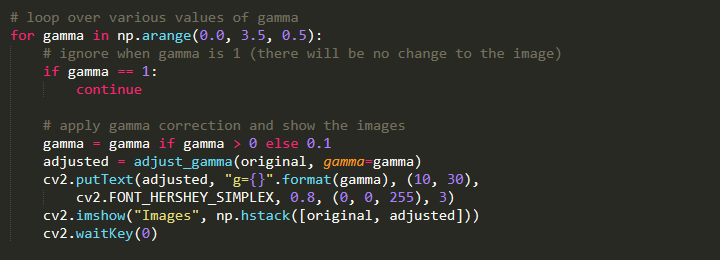 # loop over various values of gamma
for gamma in np.arange(0.0, 3.5, 0.5):
    # ignore when gamma is 1 (there will be no change to the image)
    if gamma == 1:
        continue

    # apply gamma correction and show the images
    gamma = gamma if gamma > 0 else 0.1
    adjusted = adjust_gamma(original, gamma=gamma)
    cv2.putText(adjusted, "g={}".format(gamma), (10, 30),
        cv2.FONT_HERSHEY_SIMPLEX, 0.8, (0, 0, 255), 3)
    cv2.imshow("Images", np.hstack([original, adjusted]))
    cv2.waitKey(0)